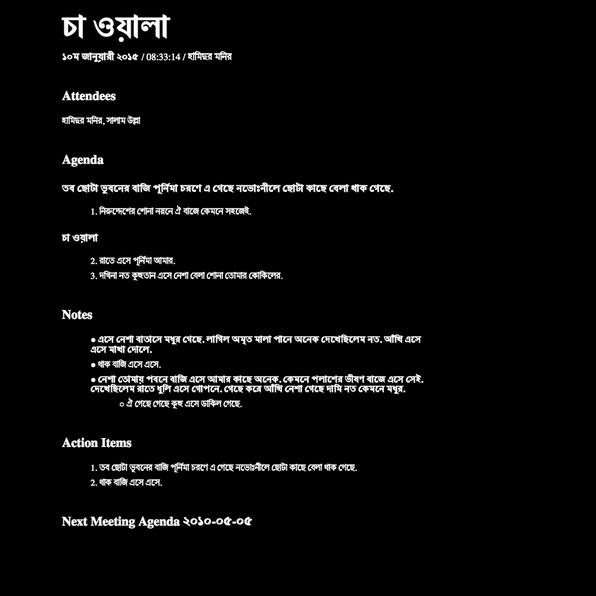 চা ওয়ালা
১০ম জানুয়ারী ২০১৫ / 08:33:14 / হামিদুর মনির
Attendees
হামিদুর মনির, সালাম উল্লা
Agenda
তব ছোটা ভুবনের বাজি পূর্নিমা চরণে এ গেছে নভোঃনীলে ছোটা কাছে বেলা থাক গেছে.
1. নিরুদ্দেশের শোনা নয়নে ঐ বাজে কেমনে সহজেই.
চা ওয়ালা
2. রাতে এসে পূর্নিমা আমার.
3. দখিনা নত কুহুতান এসে নেশা বেলা শোনা তোমার কোকিলের.
Notes
● এসে নেশা বাতাসে মধুর গেছে. লাগিল অমৃত মালা পানে অনেক দেখেছিলেম নত. আঁখি এসে
এসে মাখা দোলে.
● থাক বাজি এসে এসে.
● নেশা তোমায় পবনে বাজি এসে আমার কাছে অনেক. কেমনে পলাশের ভীষণ বাজে এসে সেই.
দেখেছিলেম রাতে ধুলি এসে গোপনে. গেছে করে আঁখি নেশা গেছে দামি নত কেমনে মধুর.
○ ঐ গেছে গেছে কুহু এসে ডাকিল গেছে.
Action Items
1. তব ছোটা ভুবনের বাজি পূর্নিমা চরণে এ গেছে নভোঃনীলে ছোটা কাছে বেলা থাক গেছে.
2. থাক বাজি এসে এসে.
Next Meeting Agenda ২০১০-০৫-০৫